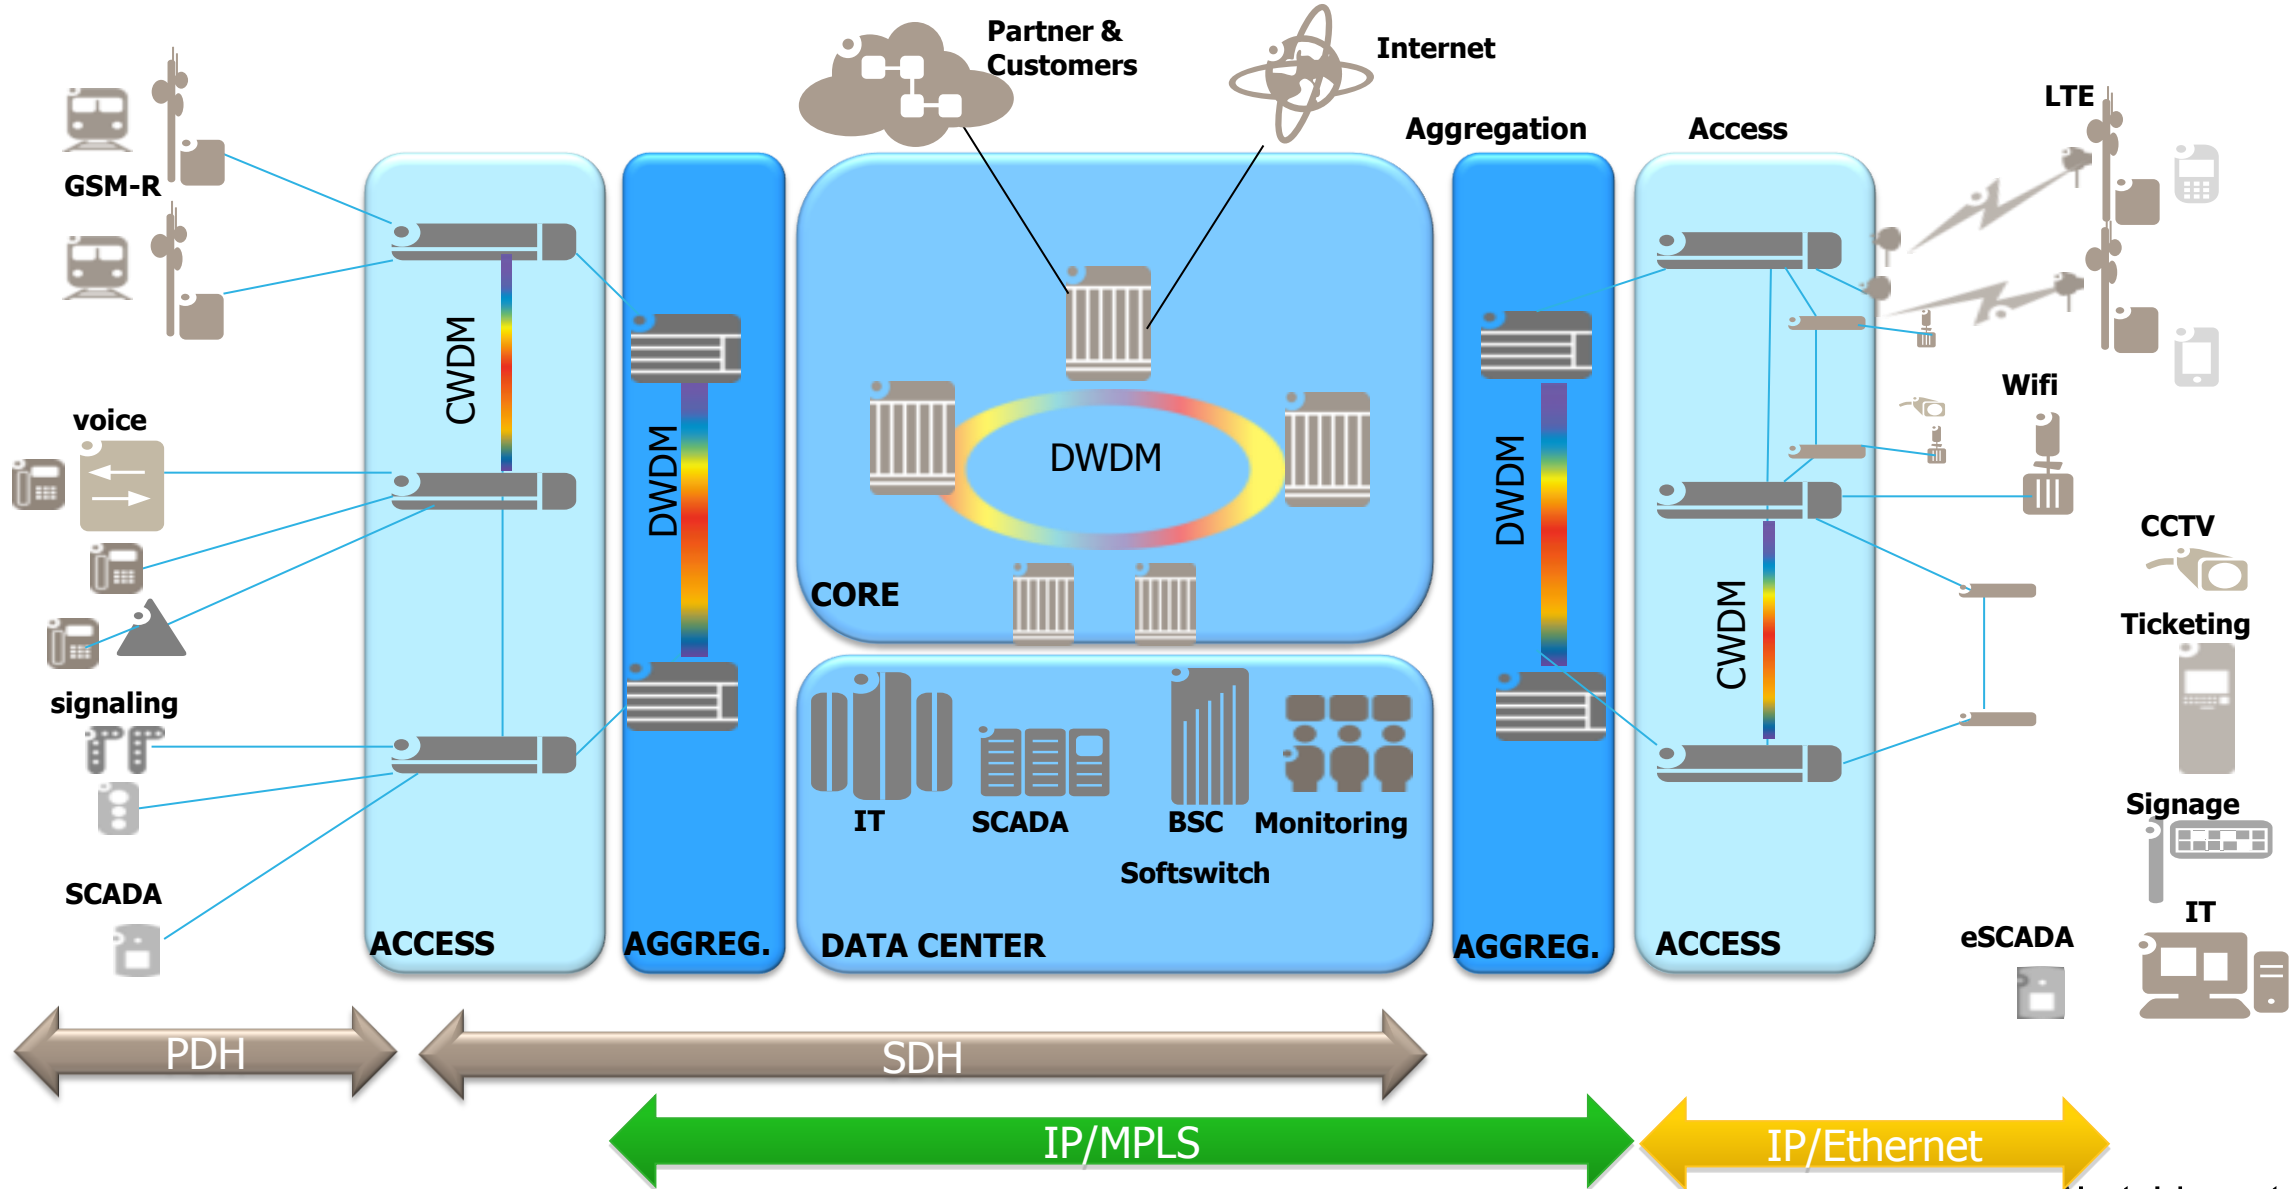 Partner &
Customers
Internet
LTE
Aggregation
Access
GSM-R
CWDM
voice
DWDM
DWDM
DWDM
Wifi
CCTV
CORE
CWDM
Ticketing
signaling
Signage
IT
SCADA
BSC
Monitoring
Softswitch
SCADA
IT
eSCADA
ACCESS
AGGREG.
DATA CENTER
AGGREG.
ACCESS
PDH
SDH
IP/MPLS
IP/Ethernet